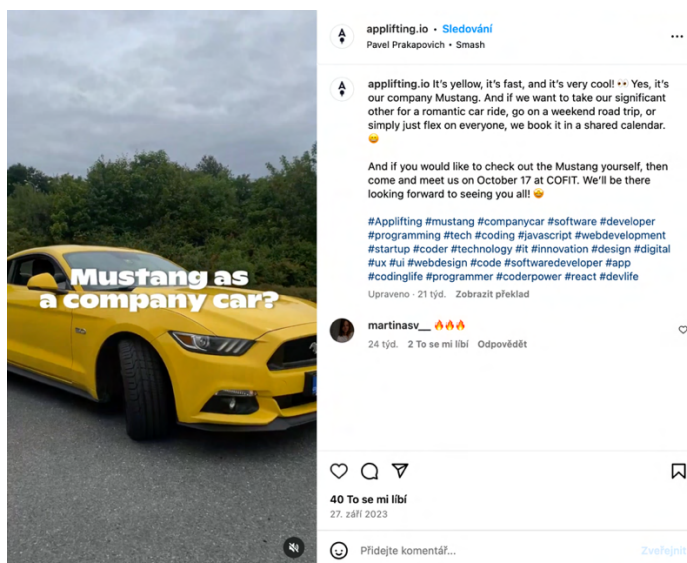 Mustang as
a company car?
applifting.io • Sledování
Pavel Prakapovich • Smash
applifting.io It's yellow, it's fast, and it's very cool! 👀 Yes, it's
our company Mustang. And if we want to take our significant
other for a romantic car ride, go on a weekend road trip, or
simply just flex on everyone, we book it in a shared calendar.
😄
And if you would like to check out the Mustang yourself, then
come and meet us on October 17 at COFIT. We'll be there
looking forward to seeing you all! 🤩
#Applifting #mustang #companycar #software #developer
#programming #tech #coding #javascript #webdevelopment
#startup #coder #technology #it #innovation #design #digital
#ux #ui #webdesign #code #softwaredeveloper #app
#codinglife #programmer #coderpower #react #devlife
Upraveno · 21 týd. Zobrazit překlad
martinasv__ 🔥🔥🔥
24 týd. 2 To se mi líbí Odpovědět
40 To se mi líbí
27. září 2023
Přidejte komentář...
Zveřejnit